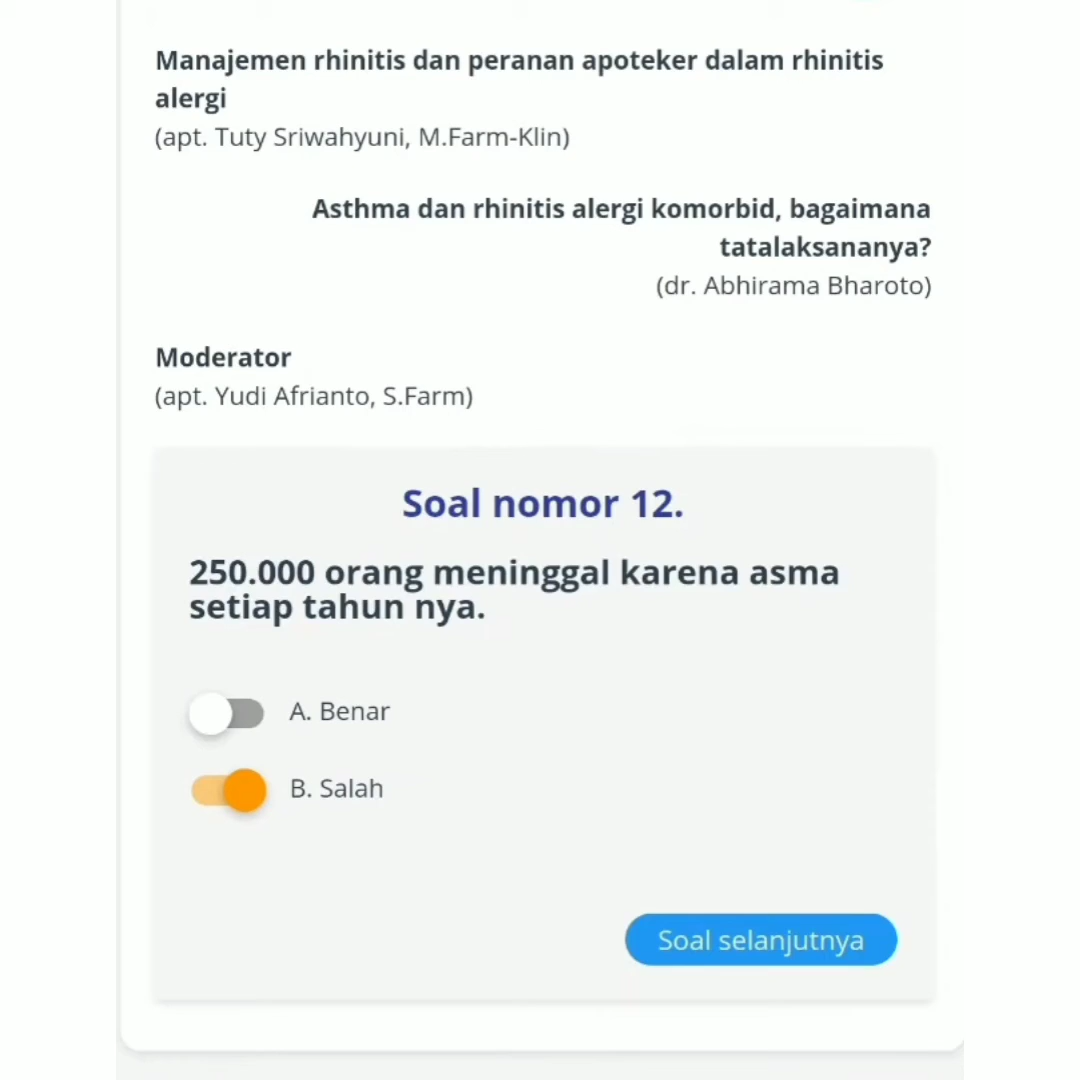 Manajemen rhinitis dan peranan apoteker dalam rhinitis
alergi
(apt. Tuty Sriwahyuni, M.Farm-Klin)
Asthma dan rhinitis alergi komorbid, bagaimana
tatalaksananya?
(dr. Abhirama Bharoto)
Moderator
(apt. Yudi Afrianto, S.Farm)
Soal nomor 12.
250.000 orang meninggal karena asma
setiap tahun nya.
A. Benar
B. Salah
Soal selanjutnya